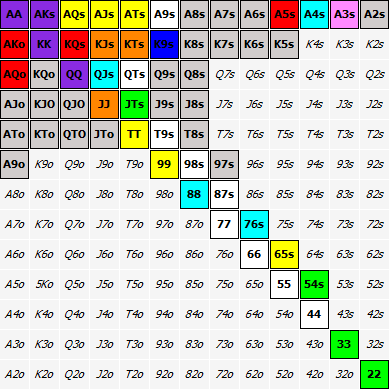 AA AKs AQs AJs ATs A9s A8s A7s A6s A5s A4s A3s A2s
AKo KK KQs KJs KTs K9s K8s K7s K6s K5s K4s K3s K2s
AQo KQo QQ QJs QTs Q9s Q8s Q7s Q6s Q5s Q4s Q3s Q2s
AJo KJO QJO JJ JTs J9s J8s J7s J6s J5s J4s J3s J2s
ATo KTo QTO JTo TT T9s T8s T7s T6s T5s T4s T3s T2s
A9o K9o Q9o J9o T9o 99 98s 97s 96s 95s 94s 93s 92s
A8o K8o Q8o J8o T8o 98o 88 87s 86s 85s 84s 83s 82s
A7o K7o Q7o J7o T7o 97o 87o 77 76s 75s 74s 73s 72s
A6o K6o Q6o J6o T6o 96o 86o 76o 66 65s 64s 63s 62s
A5o 5Ko Q5o J5o T5o 95o 85o 75o 65o 55 54s 53s 52s
A4o K4o Q4o J4o T4o 94o 84o 74o 64o 54o 44 43s 42s
A3o K3o Q3o J3o T3o 93o 83o 73o 63o 53o 43o 33 32s
A2o K2o Q2o J2o T2o 92o 82o 72o 62o 52o 42o 32o 22